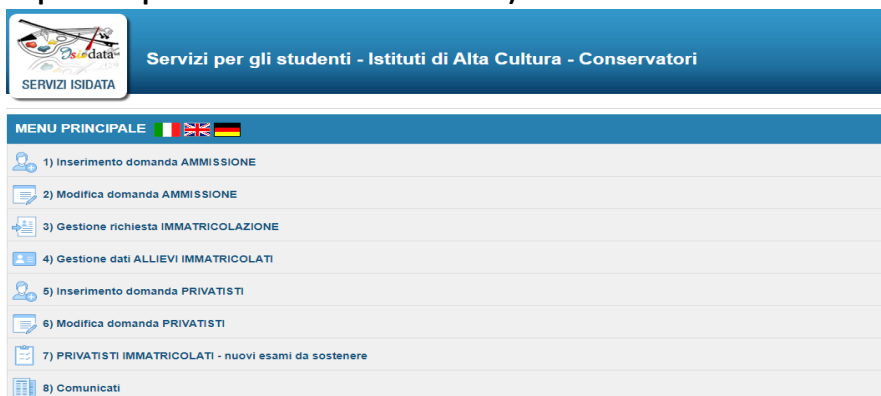 Isidata
SERVIZI ISIDATA
Servizi per gli studenti - Istituti di Alta Cultura - Conservatori
MENU PRINCIPALE
1) Inserimento domanda AMMISSIONE
2) Modifica domanda AMMISSIONE
3) Gestione richiesta IMMATRICOLAZIONE
4) Gestione dati ALLIEVI IMMATRICOLATI
5) Inserimento domanda PRIVATISTI
6) Modifica domanda PRIVATISTI
7) PRIVATISTI IMMATRICOLATI - nuovi esami da sostenere
8) Comunicati